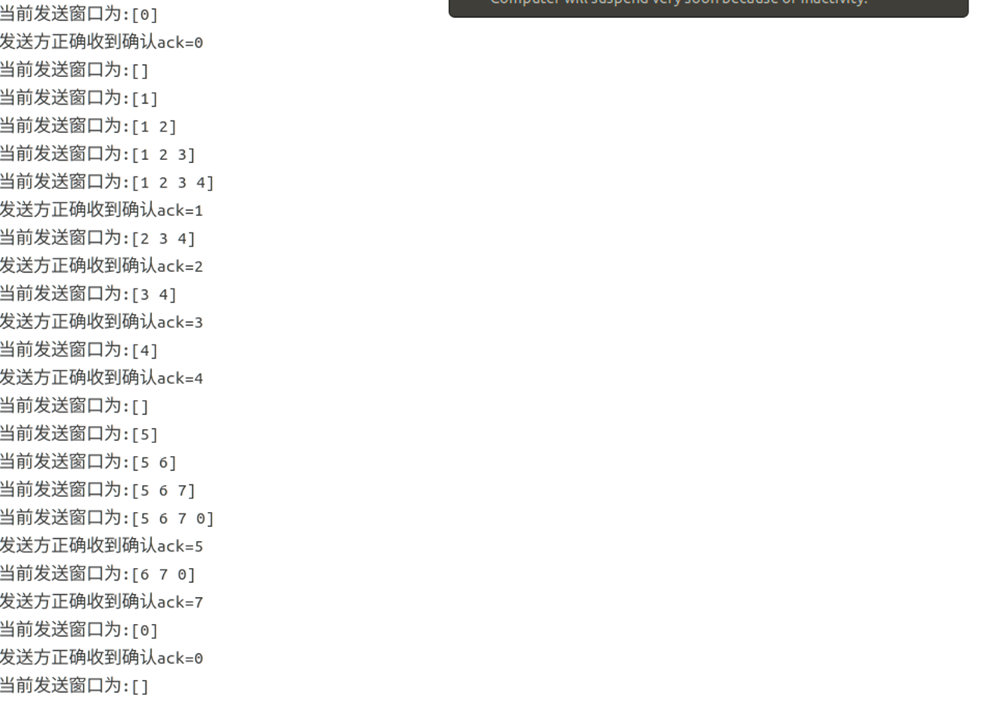 Computer will suspend very soon because of inactivity.
当前发送窗口为:[0]
发送方正确收到确认ack=0
当前发送窗口为:[]
当前发送窗口为:[1]
当前发送窗口为:[1 2]
当前发送窗口为:[1 2 3]
当前发送窗口为:[1 2 3 4]
发送方正确收到确认ack=1
当前发送窗口为:[2 3 4]
发送方正确收到确认ack=2
当前发送窗口为:[3 4]
发送方正确收到确认ack=3
当前发送窗口为:[4]
发送方正确收到确认ack=4
当前发送窗口为:[]
当前发送窗口为:[5]
当前发送窗口为:[5 6]
当前发送窗口为:[5 6 7]
当前发送窗口为:[5 6 7 0]
发送方正确收到确认ack=5
当前发送窗口为:[6 7 0]
发送方正确收到确认ack=7
当前发送窗口为:[0]
发送方正确收到确认ack=0
当前发送窗口为:[]